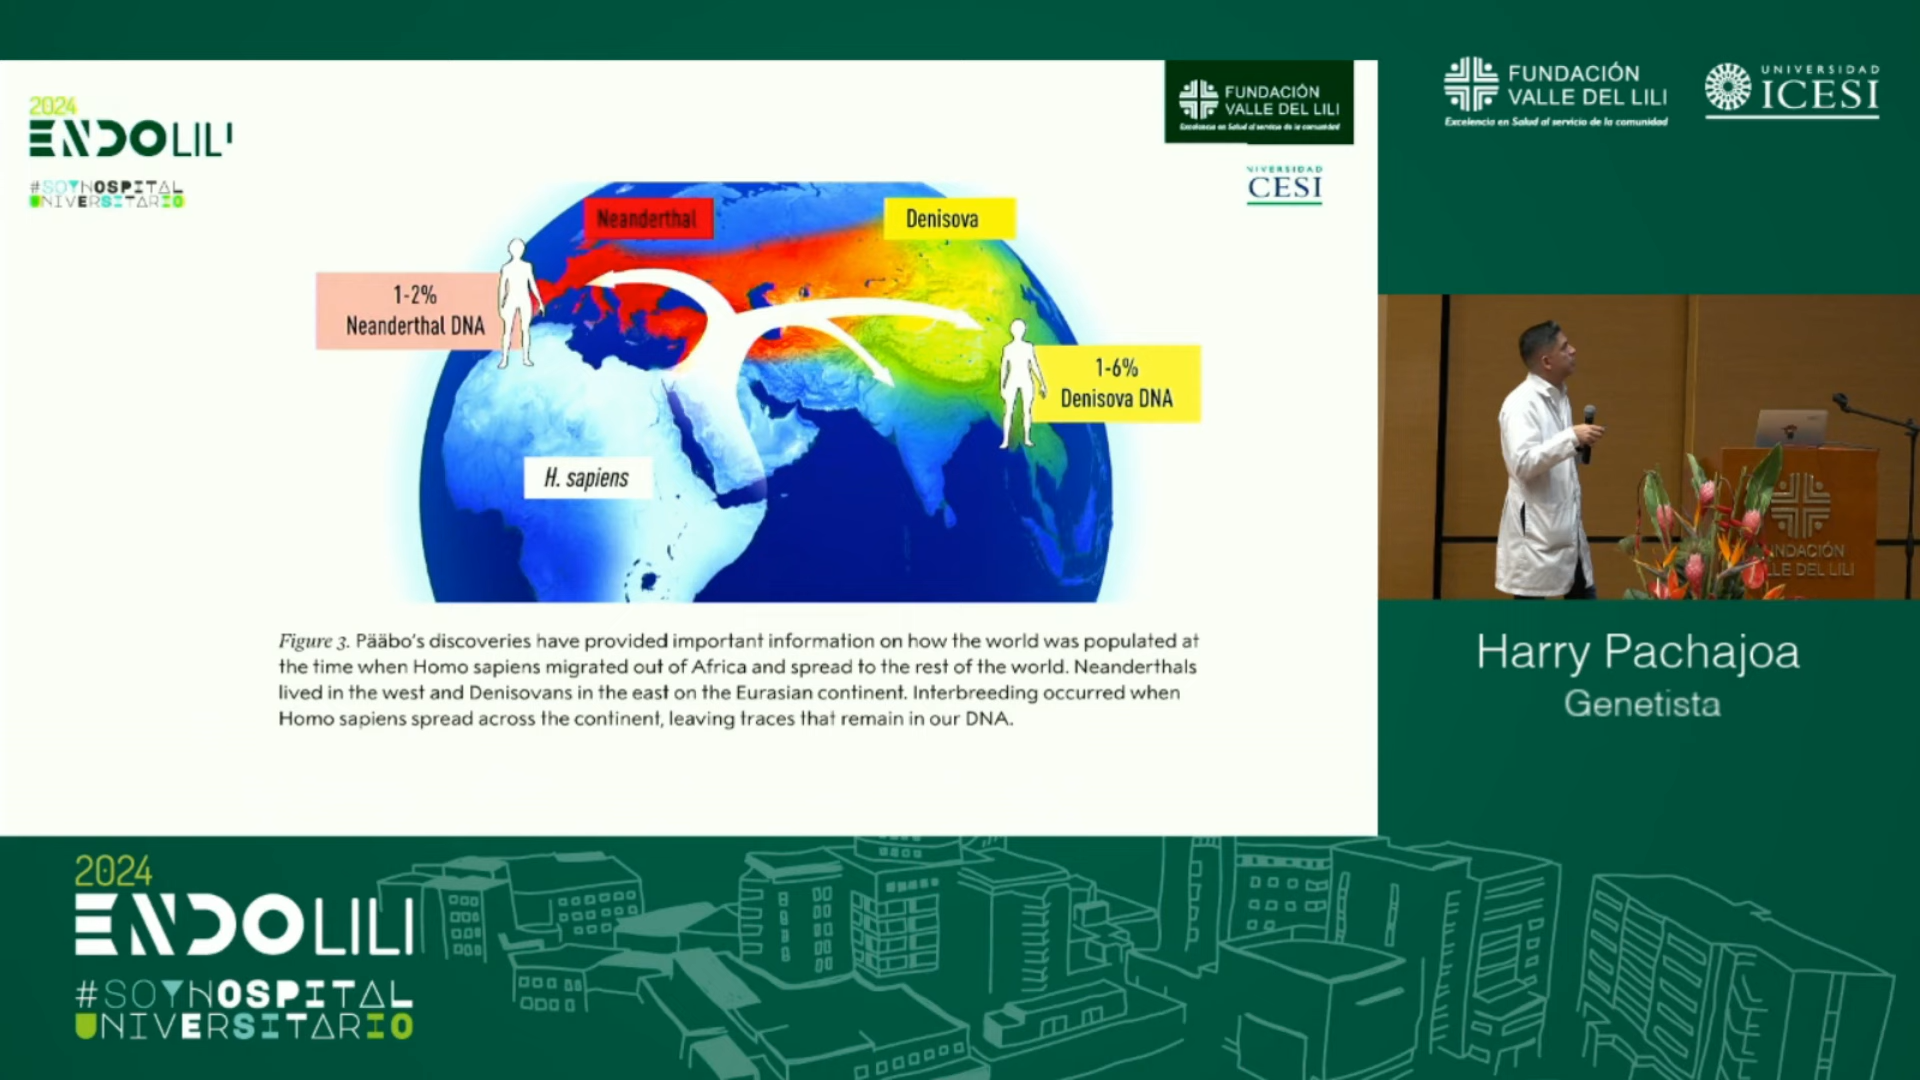 2024
ENDOLILI
#SOYHOSPITAL
UNIVERSITARIO
FUNDACIÓN
VALLE DEL LILI
Excelencia en Salud al servicio de la comunidad
NIVERSIDAD
CESI
Neanderthal
Denisova
1-2%
Neanderthal DNA
1-6%
Denisova DNA
H. sapiens
Figure 3. Pääbo's discoveries have provided important information on how the world was populated at
the time when Homo sapiens migrated out of Africa and spread to the rest of the world. Neanderthals
lived in the west and Denisovans in the east on the Eurasian continent. Interbreeding occurred when
Homo sapiens spread across the continent, leaving traces that remain in our DNA.
FUNDACIÓN
VALLE DEL LILI
Excelencia en Salud al servicio de la comunidad
UNIVERSIDAD
ICESI
UNDACIÓN
LLE DEL LILI
Harry Pachajoa
Genetista
2024
ENDOLILI
#SOYHOSPITAL
UNIVERSITARIO